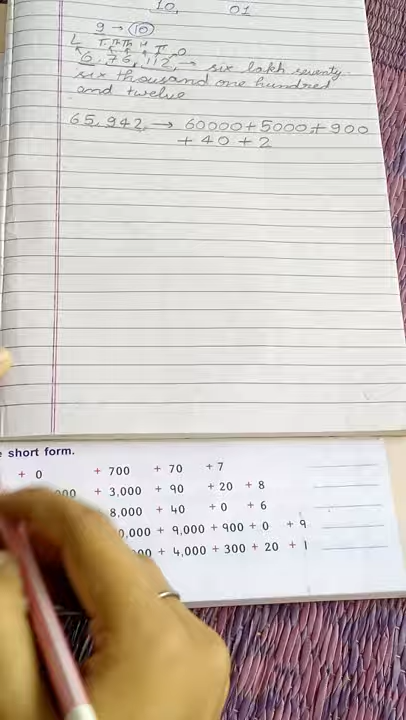 10, 01
9 → 10
L T.Th Th H T O
6,76,112, → six lakh seventy
six thousand one hundred
and twelve
65,942, → 60000+5000+900
+ 40 + 2
short form.
+ 0 + 700 + 70 + 7
+ 3,000 + 90 + 20 + 8
8,000 + 40 + 0 + 6
0,000 + 9,000 + 900 + 0 + 9
00 + 4,000 + 300 + 20 + 1